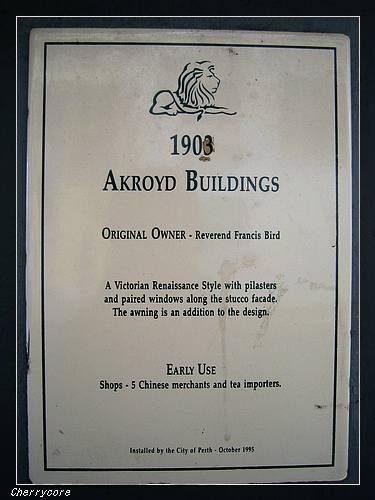 1903
AKROYD BUILDINGS
ORIGINAL OWNER - Reverend Francis Bird
A Victorian Renaissance Style with pilasters
and paired windows along the stucco facade.
The awning is an addition to the design.
EARLY USE
Shops - 5 Chinese merchants and tea importers.
Installed by the City of Perth - October 1995
Cherrycore